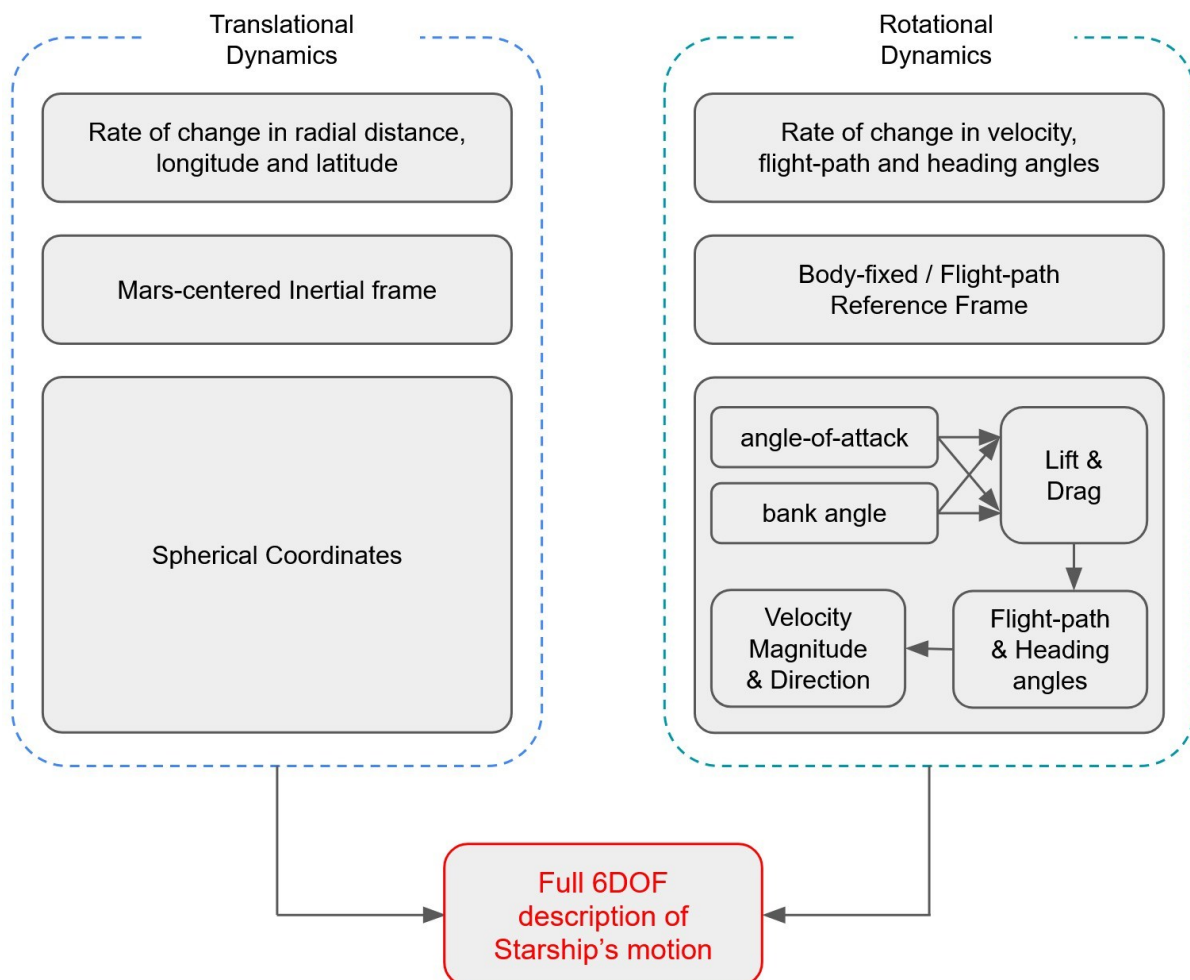 Translational
Dynamics
Rate of change in radial distance,
longitude and latitude
Mars-centered Inertial frame
Spherical Coordinates
Rotational
Dynamics
Rate of change in velocity,
flight-path and heading angles
Body-fixed / Flight-path
Reference Frame
angle-of-attack
bank angle
Lift &
Drag
Flight-path
& Heading
angles
Velocity
Magnitude
& Direction
Full 6DOF
description of
Starship's motion